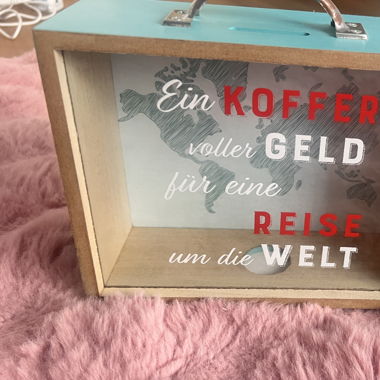 Ein KOFFER
voller GELD
für eine
REISE
um die WELT